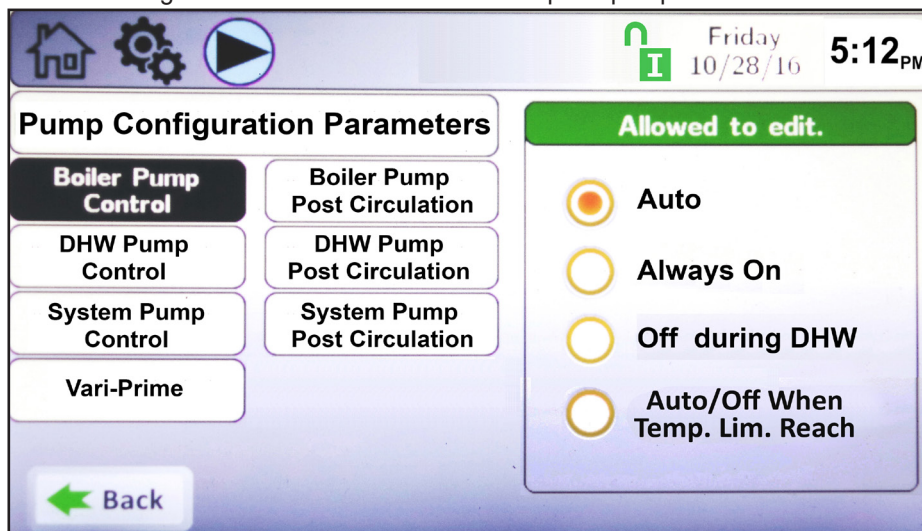 Friday
10/28/16
5:12PM
I
Pump Configuration Parameters
Allowed to edit.
Boiler Pump
Control
Boiler Pump
Post Circulation
DHW Pump
Control
DHW Pump
Post Circulation
System Pump
Control
System Pump
Post Circulation
Vari-Prime
Auto
Always On
Off during DHW
Auto/Off When
Temp. Lim. Reach
Back